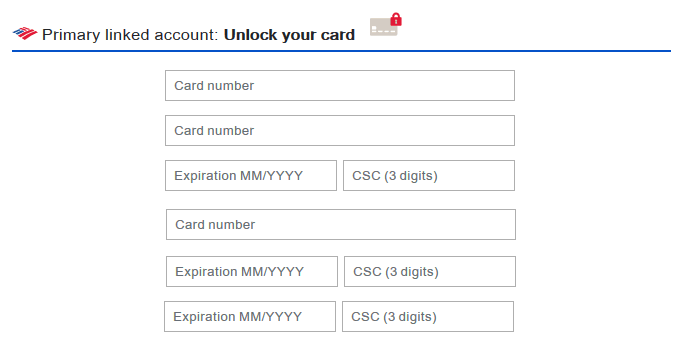 Primary linked account: Unlock your card
Card number
Card number
Expiration MM/YYYY CSC (3 digits)
Card number
Expiration MM/YYYY CSC (3 digits)
Expiration MM/YYYY CSC (3 digits)